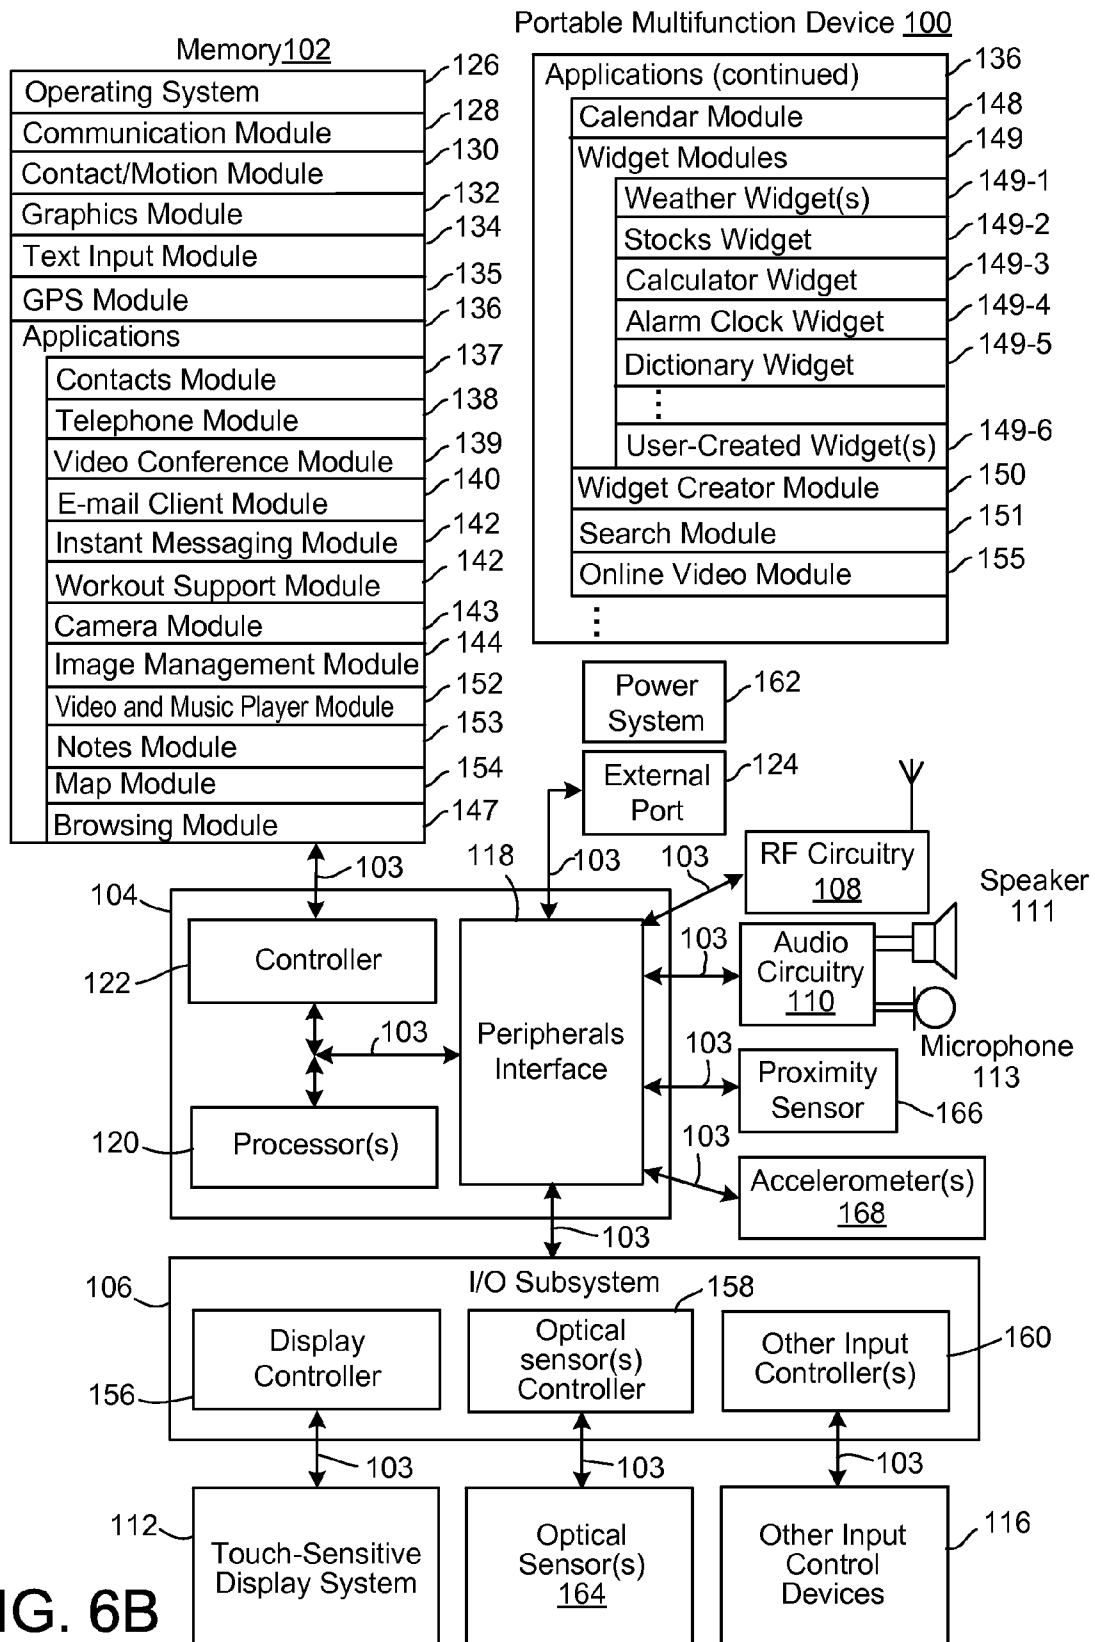 Portable Multifunction Device 100
Memory102
Operating System
126
Communication Module
128
Contact/Motion Module
130
Graphics Module
132
Text Input Module
134
GPS Module
135
Applications
136
Contacts Module
137
Telephone Module
138
Video Conference Module
139
E-mail Client Module
140
Instant Messaging Module
142
Workout Support Module
142
Camera Module
143
Image Management Module
144
Video and Music Player Module
152
Notes Module
153
Map Module
154
Browsing Module
147
Applications (continued)
136
Calendar Module
148
Widget Modules
149
Weather Widget(s)
149-1
Stocks Widget
149-2
Calculator Widget
149-3
Alarm Clock Widget
149-4
Dictionary Widget
149-5
User-Created Widget(s)
149-6
Widget Creator Module
150
Search Module
151
Online Video Module
155
Power
System
162
External
Port
124
103
118
103
103
RF Circuitry
108
Speaker
111
104
Controller
122
103
Audio
Circuitry
110
103
Peripherals
Interface
Microphone
113
103
Proximity
Sensor
166
120
Processor(s)
103
Accelerometer(s)
168
103
106
I/O Subsystem
158
Display
Controller
156
Optical
sensor(s)
Controller
Other Input
Controller(s)
160
103
103
103
112
Touch-Sensitive
Display System
Optical
Sensor(s)
164
Other Input
Control
Devices
116
IG. 6B